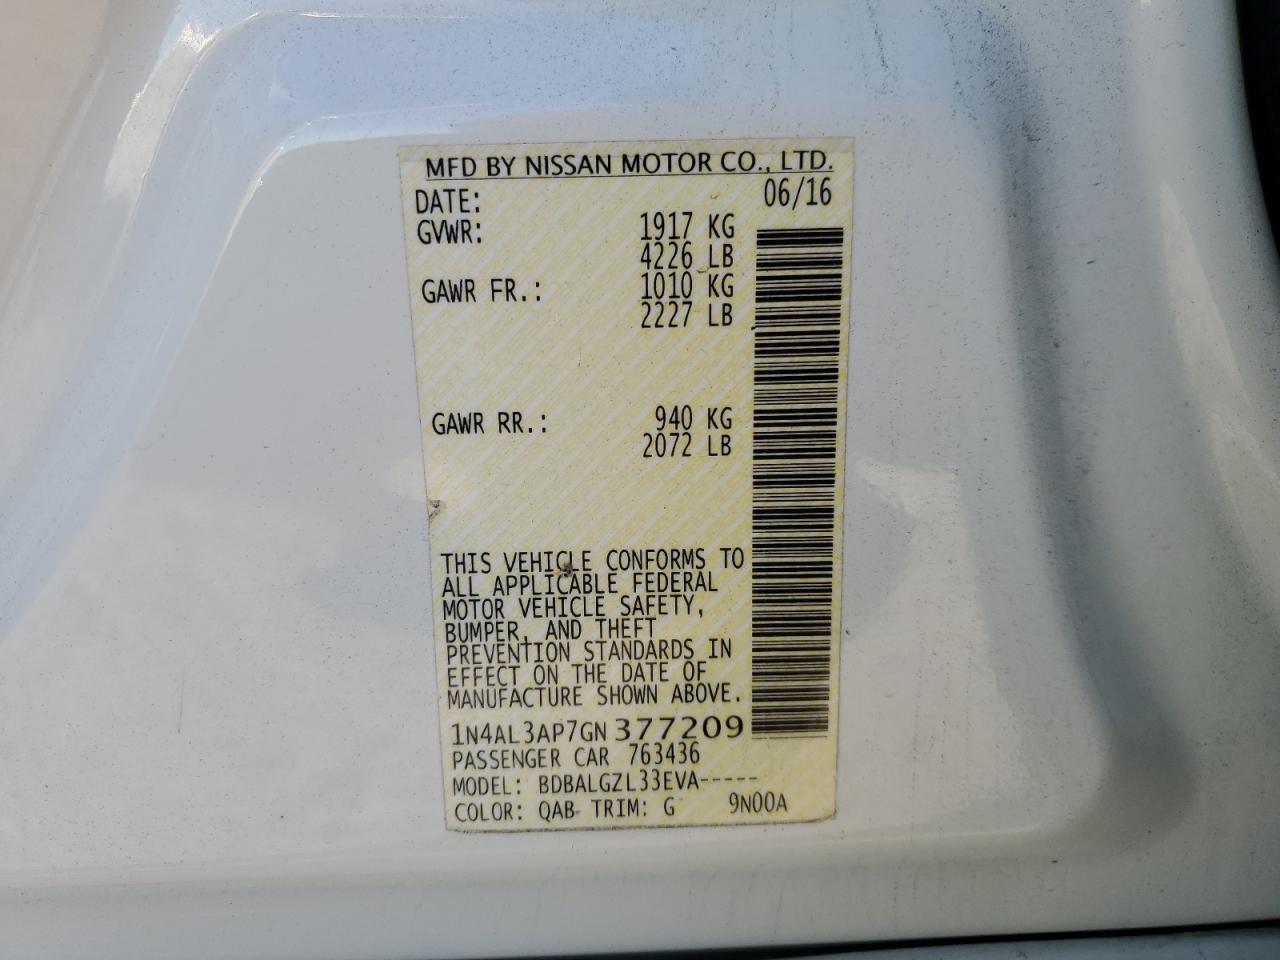 MFD BY NISSAN MOTOR CO., LTD.
DATE: 06/16
GVWR: 1917 KG
4226 LB
GAWR FR.: 1010 KG
2227 LB
GAWR RR.: 940 KG
2072 LB
THIS VEHICLE CONFORMS TO
ALL APPLICABLE FEDERAL
MOTOR VEHICLE SAFETY,
BUMPER, AND THEFT
PREVENTION STANDARDS IN
EFFECT ON THE DATE OF
MANUFACTURE SHOWN ABOVE.
1N4AL3AP7GN377209
PASSENGER CAR 763436
MODEL: BDBALGZL33EVA-----
COLOR: QAB- TRIM: G 9N00A